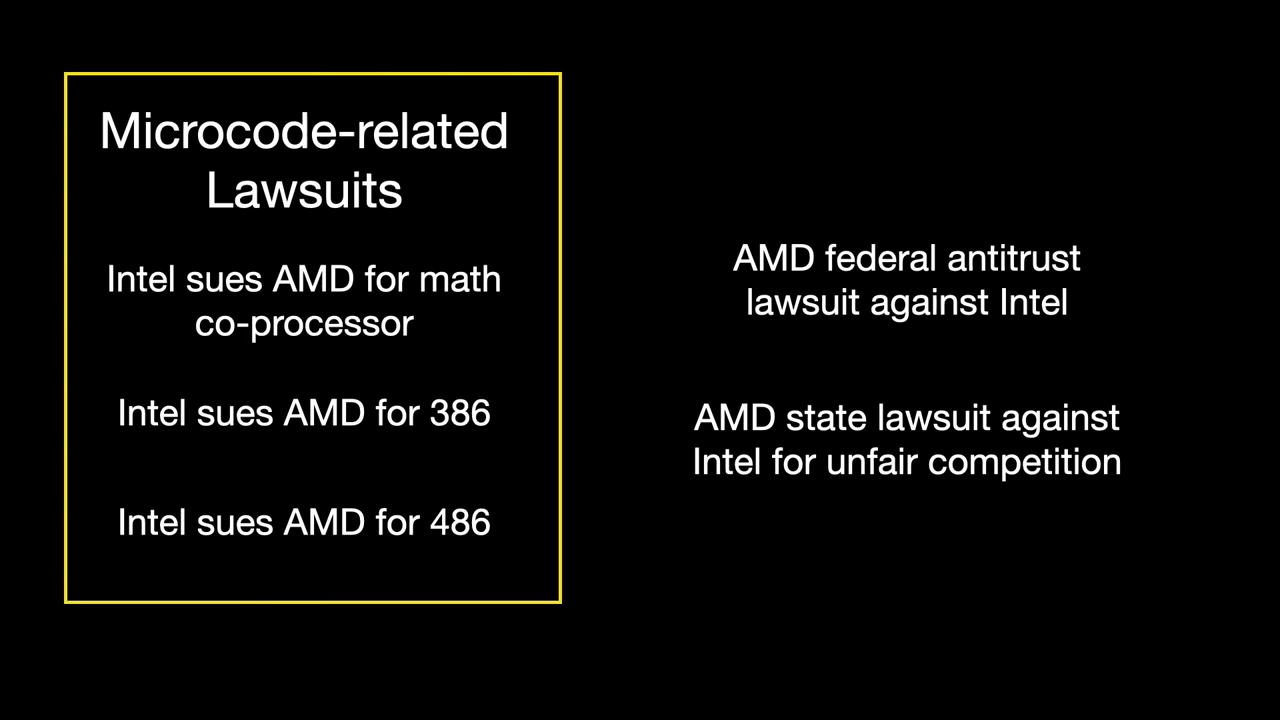 Microcode-related
Lawsuits
Intel sues AMD for math
co-processor
Intel sues AMD for 386
Intel sues AMD for 486
AMD federal antitrust
lawsuit against Intel
AMD state lawsuit against
Intel for unfair competition